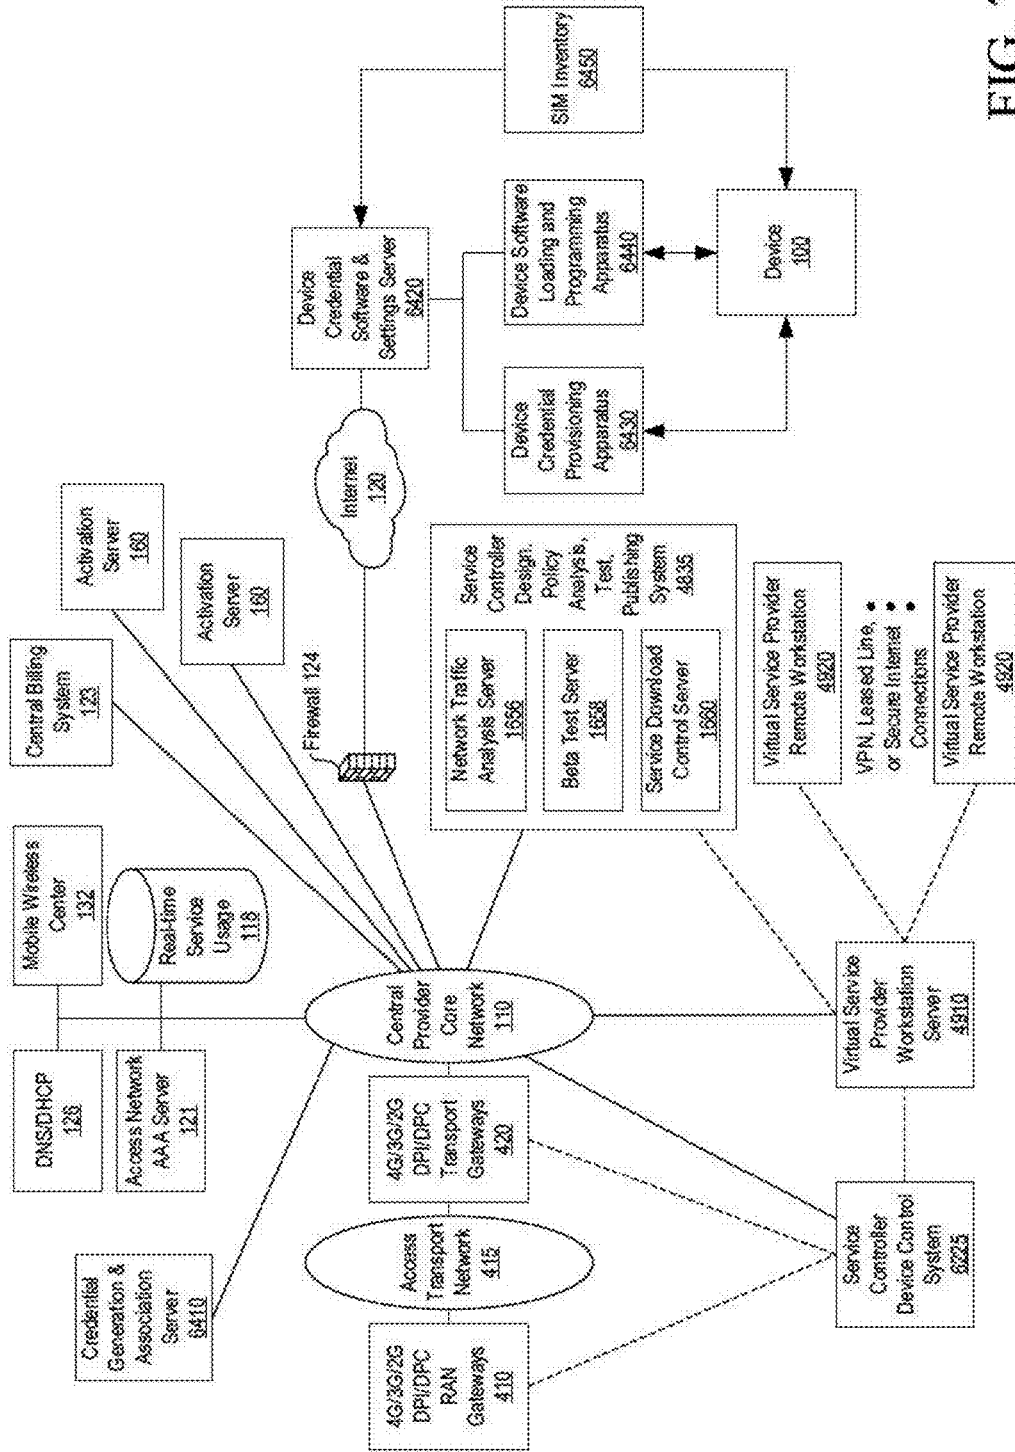 Credential
Generation &
Association
Server
6410
DNS/DHCP
126
Access Network
AAA Server
121
Mobile Wireless
Center
132
Real-time
Service
Usage
118
Central Billing
System
123
Activation
Server
160
Activation
Server
160
4G/3G/2G
DPI/DPC
RAN
Gateways
410
Access
Transport
Network
415
4G/3G/2G
DPI/DPC
Transport
Gateways
420
Central
Provider
Core
Network
110
Firewall 124
Internet
120
Device
Credential
Software &
Settings Server
6420
Service
Controller
Design,
Policy
Analysis,
Test,
Publishing
System
4835
Network Traffic
Analysis Server
1656
Beta Test Server
1658
Service Download
Control Server
1660
Device
Credential
Provisioning
Apparatus
6430
Device Software
Loading and
Programming
Apparatus
6440
SIM Inventory
6450
Device
100
Service
Controller
Device Control
System
6225
Virtual Service
Provider
Workstation
Server
4910
Virtual Service Provider
Remote Workstation
4920
VPN, Leased Line,
or Secure Internet
Connections
Virtual Service Provider
Remote Workstation
4920
FIG.